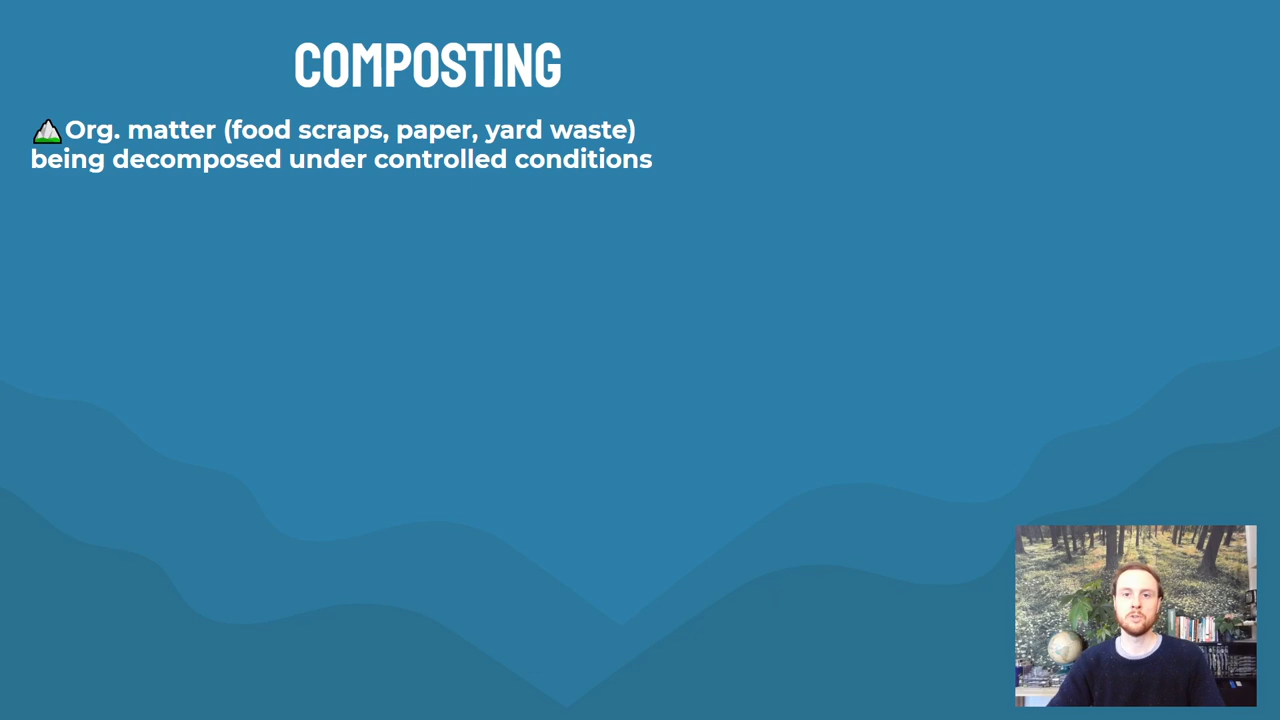 COMPOSTING
Org. matter (food scraps, paper, yard waste)
being decomposed under controlled conditions